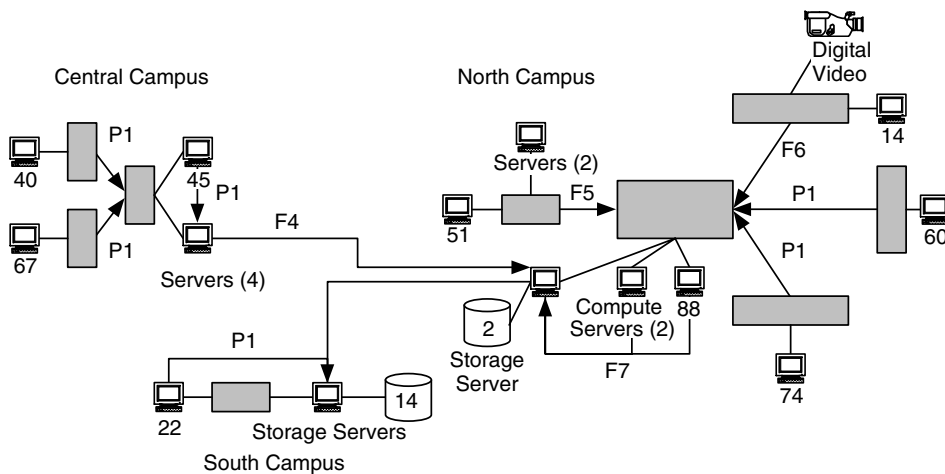 Digital
Video
Central Campus
North Campus
P1
40
45
P1
67
P1
Servers (4)
F4
Servers (2)
51
F5
14
F6
P1
60
P1
74
Compute
Servers (2)
88
2
Storage
Server
F7
P1
22
14
Storage Servers
South Campus